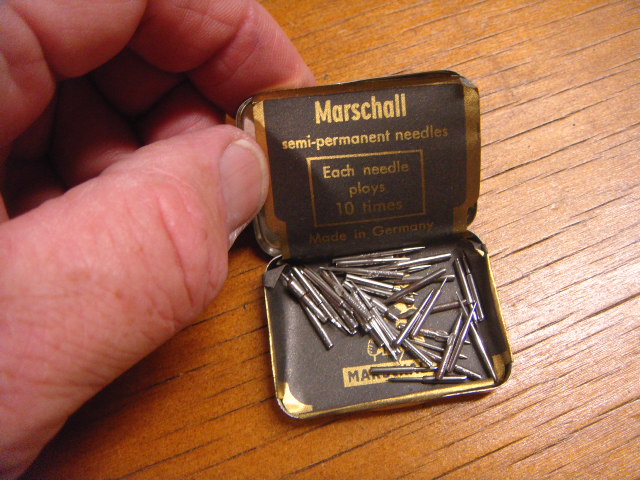 Marschall
semi-permanent needles
Each needle
plays
10 times
Made in Germany